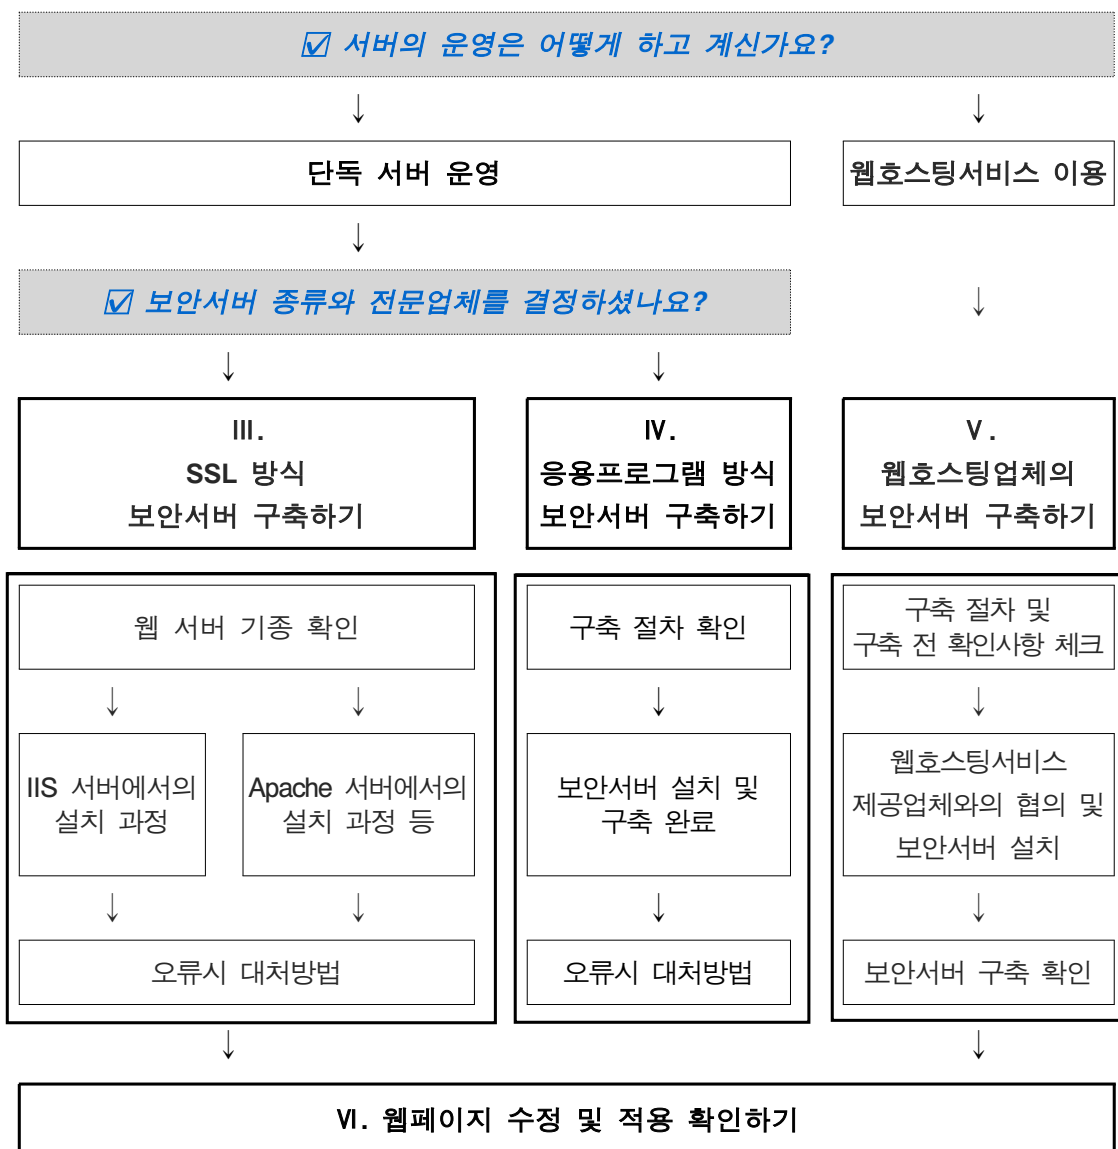 ☑ 서버의 운영은 어떻게 하고 계신가요?
↓
↓
단독 서버 운영
웹호스팅서비스 이용
↓
☑ 보안서버 종류와 전문업체를 결정하셨나요?
↓
↓
↓
Ⅲ.
SSL 방식
보안서버 구축하기
Ⅳ.
응용프로그램 방식
보안서버 구축하기
Ⅴ.
웹호스팅업체의
보안서버 구축하기
웹 서버 기종 확인
↓
↓
IIS 서버에서의
설치 과정
Apache 서버에서의
설치 과정 등
↓
↓
오류시 대처방법
구축 절차 확인
↓
보안서버 설치 및
구축 완료
↓
오류시 대처방법
구축 절차 및
구축 전 확인사항 체크
↓
웹호스팅서비스
제공업체와의 협의 및
보안서버 설치
↓
보안서버 구축 확인
↓
↓
Ⅵ. 웹페이지 수정 및 적용 확인하기